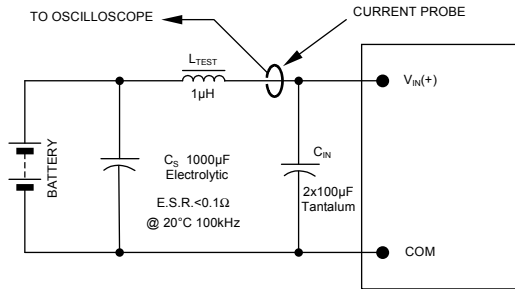 TO OSCILLOSCOPE
CURRENT PROBE
LTEST
1µH
VIN(+)
BATTERY
CS 1000µF
Electrolytic
E.S.R.<0.1Ω
@ 20°C 100kHz
CIN
2x100µF
Tantalum
COM